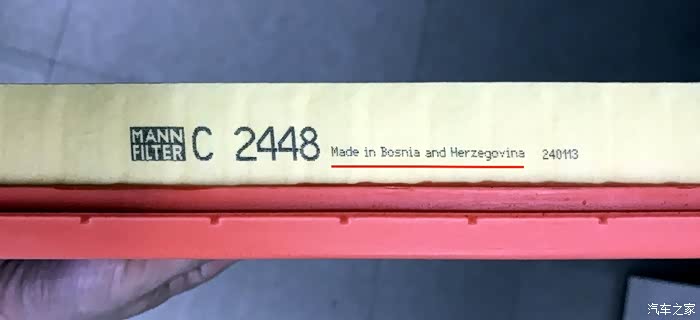 MANN
FILTER
C 2448
Made in Bosnia and Herzegovina
240113
汽车之家